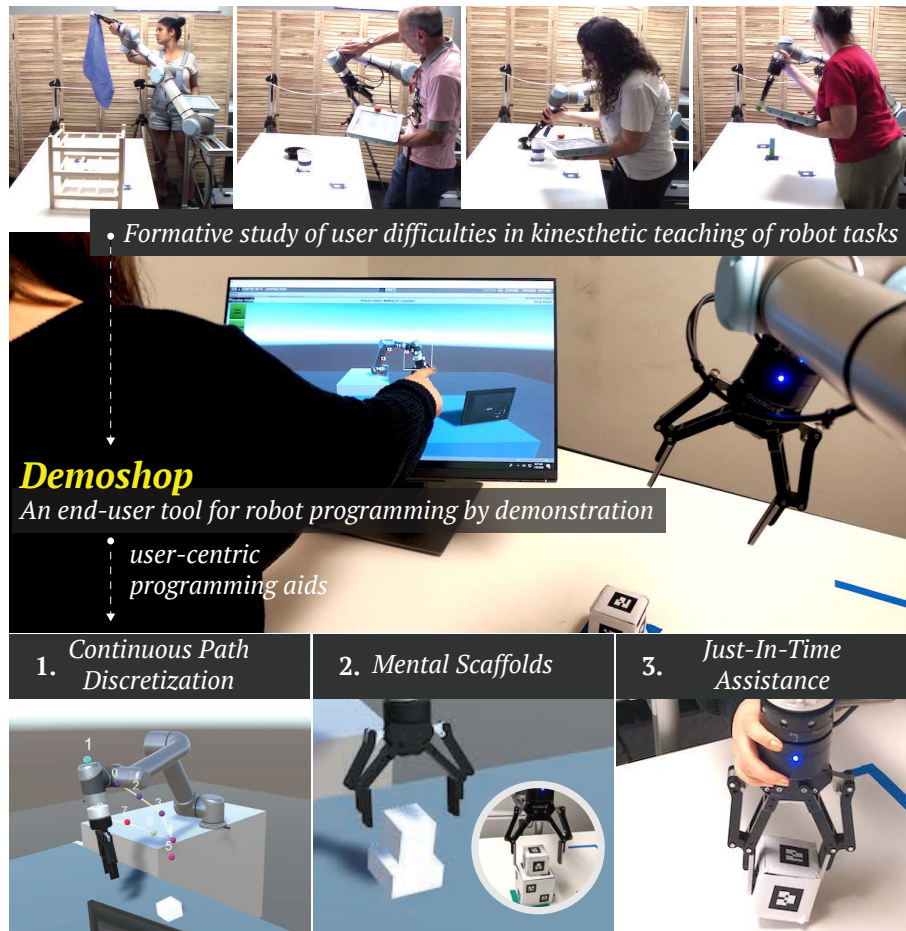 Formative study of user difficulties in kinesthetic teaching of robot tasks
Demoshop
An end-user tool for robot programming by demonstration
user-centric
programming aids
1. Continuous Path
Discretization
2. Mental Scaffolds
3. Just-In-Time
Assistance
1
0
2
3
7
6
5